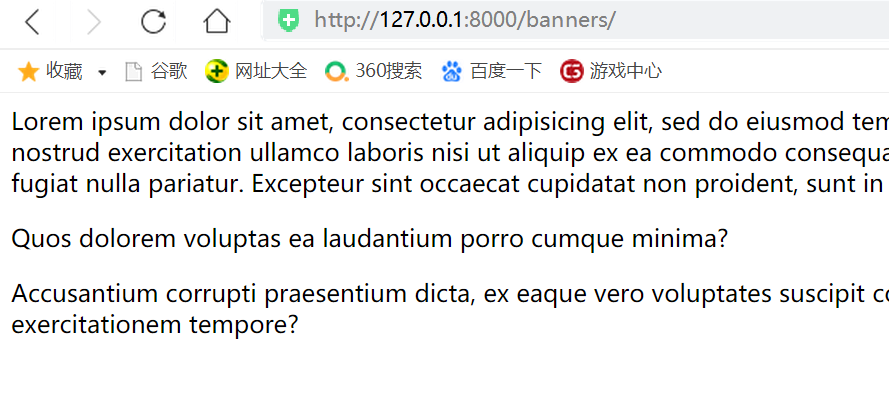 http://127.0.0.1:8000/banners/
收藏 谷歌 网址大全 360搜索 百度一下 游戏中心
Lorem ipsum dolor sit amet, consectetur adipisicing elit, sed do eiusmod tem
nostrud exercitation ullamco laboris nisi ut aliquip ex ea commodo consequa
fugiat nulla pariatur. Excepteur sint occaecat cupidatat non proident, sunt in
Quos dolorem voluptas ea laudantium porro cumque minima?
Accusantium corrupti praesentium dicta, ex eaque vero voluptates suscipit co
exercitationem tempore?